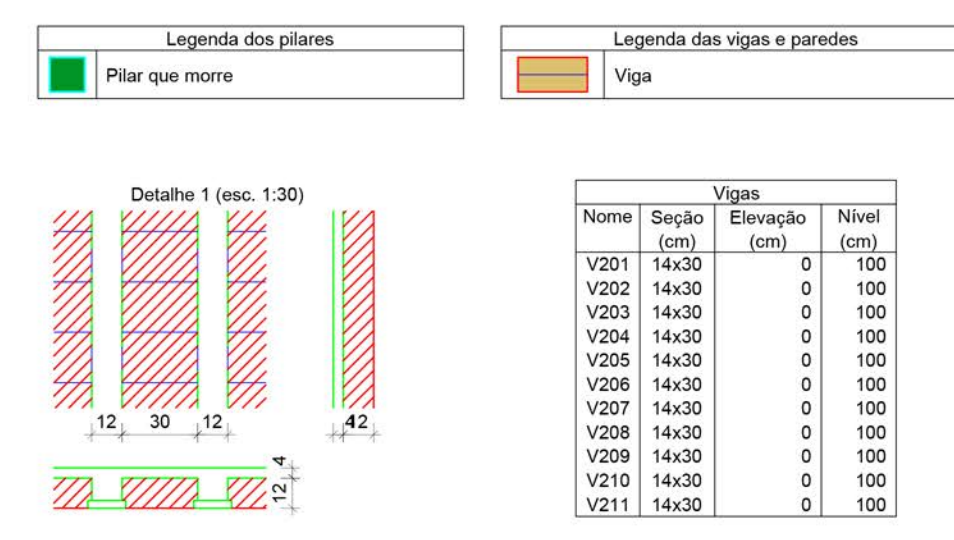 Legenda dos pilares
Pilar que morre
Legenda das vigas e paredes
Viga
Detalhe 1 (esc. 1:30)
12 30 12
4 12
4
12
Vigas
Nome Seção Elevação Nível
(cm) (cm) (cm)
V201 14x30 0 100
V202 14x30 0 100
V203 14x30 0 100
V204 14x30 0 100
V205 14x30 0 100
V206 14x30 0 100
V207 14x30 0 100
V208 14x30 0 100
V209 14x30 0 100
V210 14x30 0 100
V211 14x30 0 100